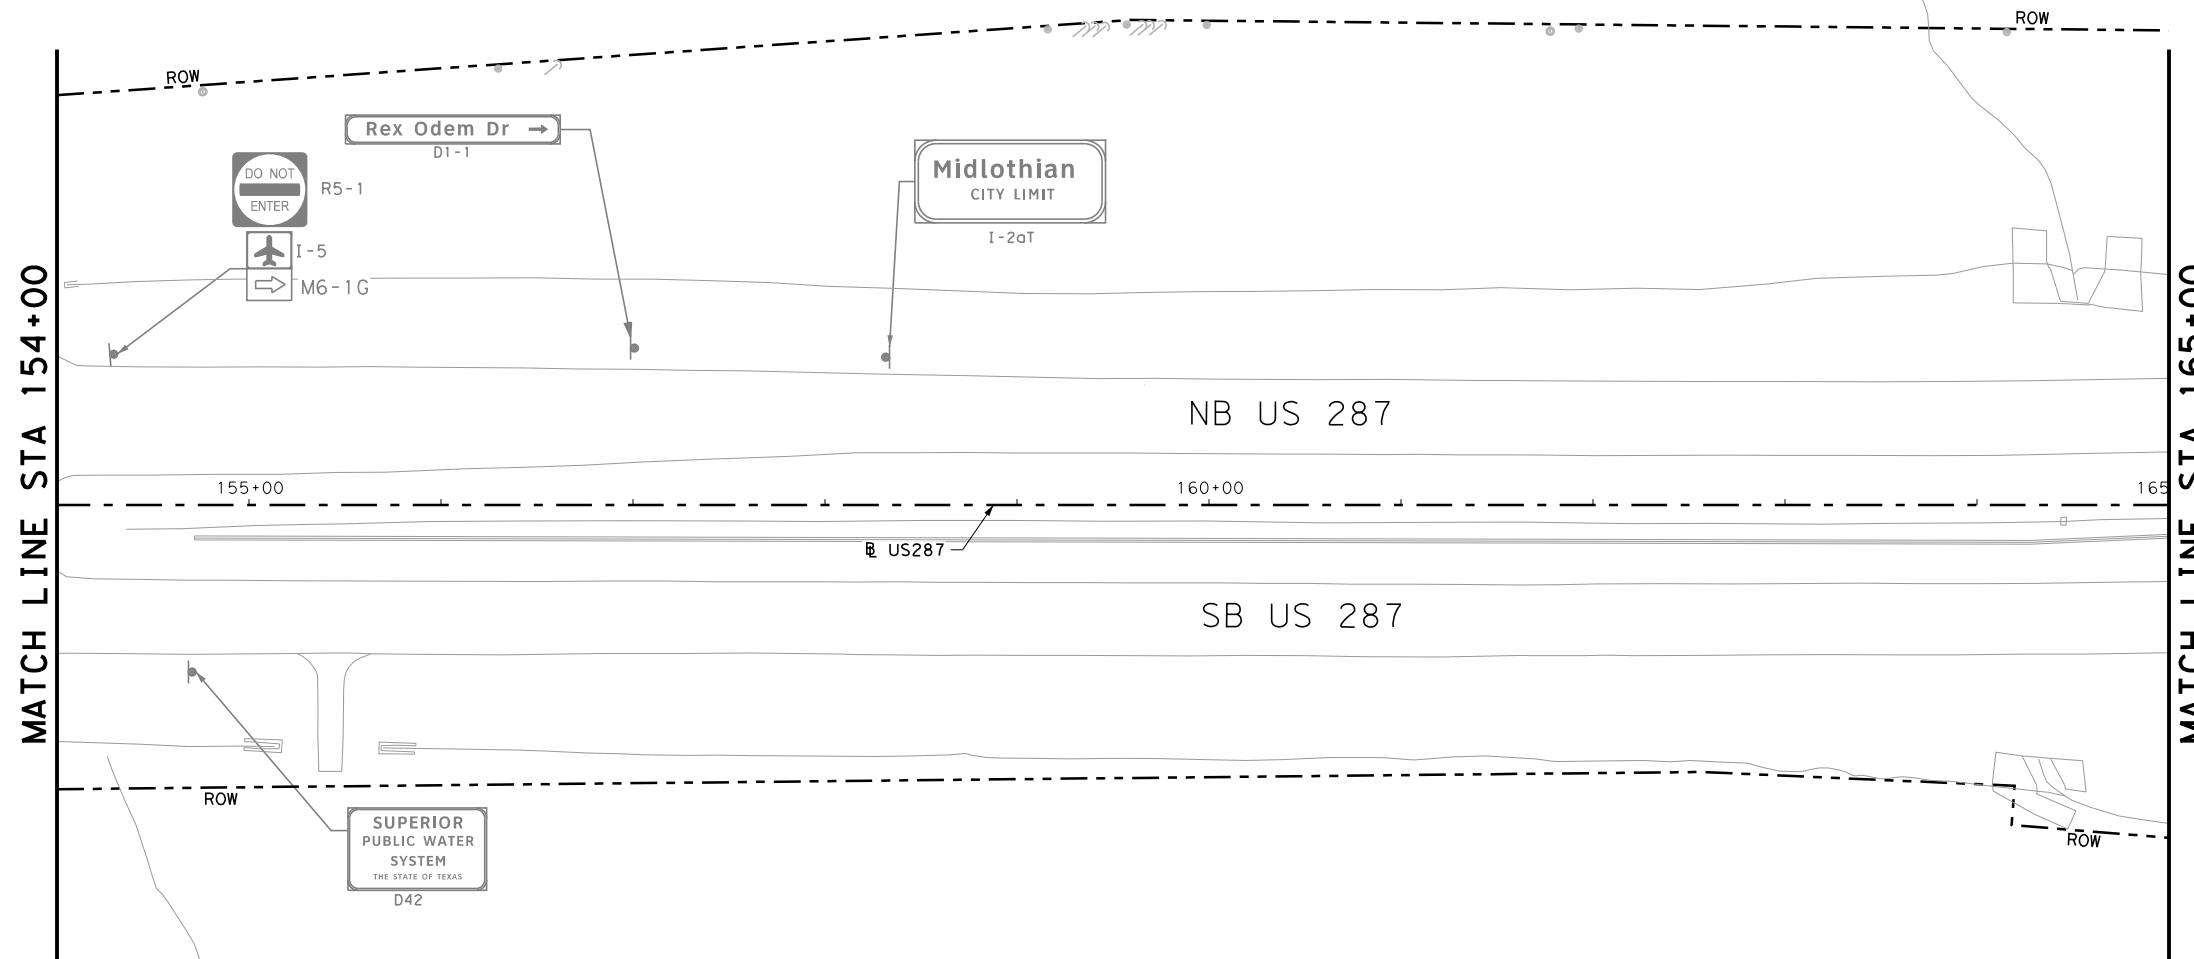 ROW
ROW
Rex Odem Dr
D1-1
DO NOT
ENTER
R5-1
I-5
M6-1G
Midlothian
CITY LIMIT
I-2aT
MATCH LINE STA 154+00
MATCH LINE STA 165+00
NB US 287
155+00
160+00
165
BL US287
SB US 287
ROW
ROW
SUPERIOR
PUBLIC WATER
SYSTEM
THE STATE OF TEXAS
D42